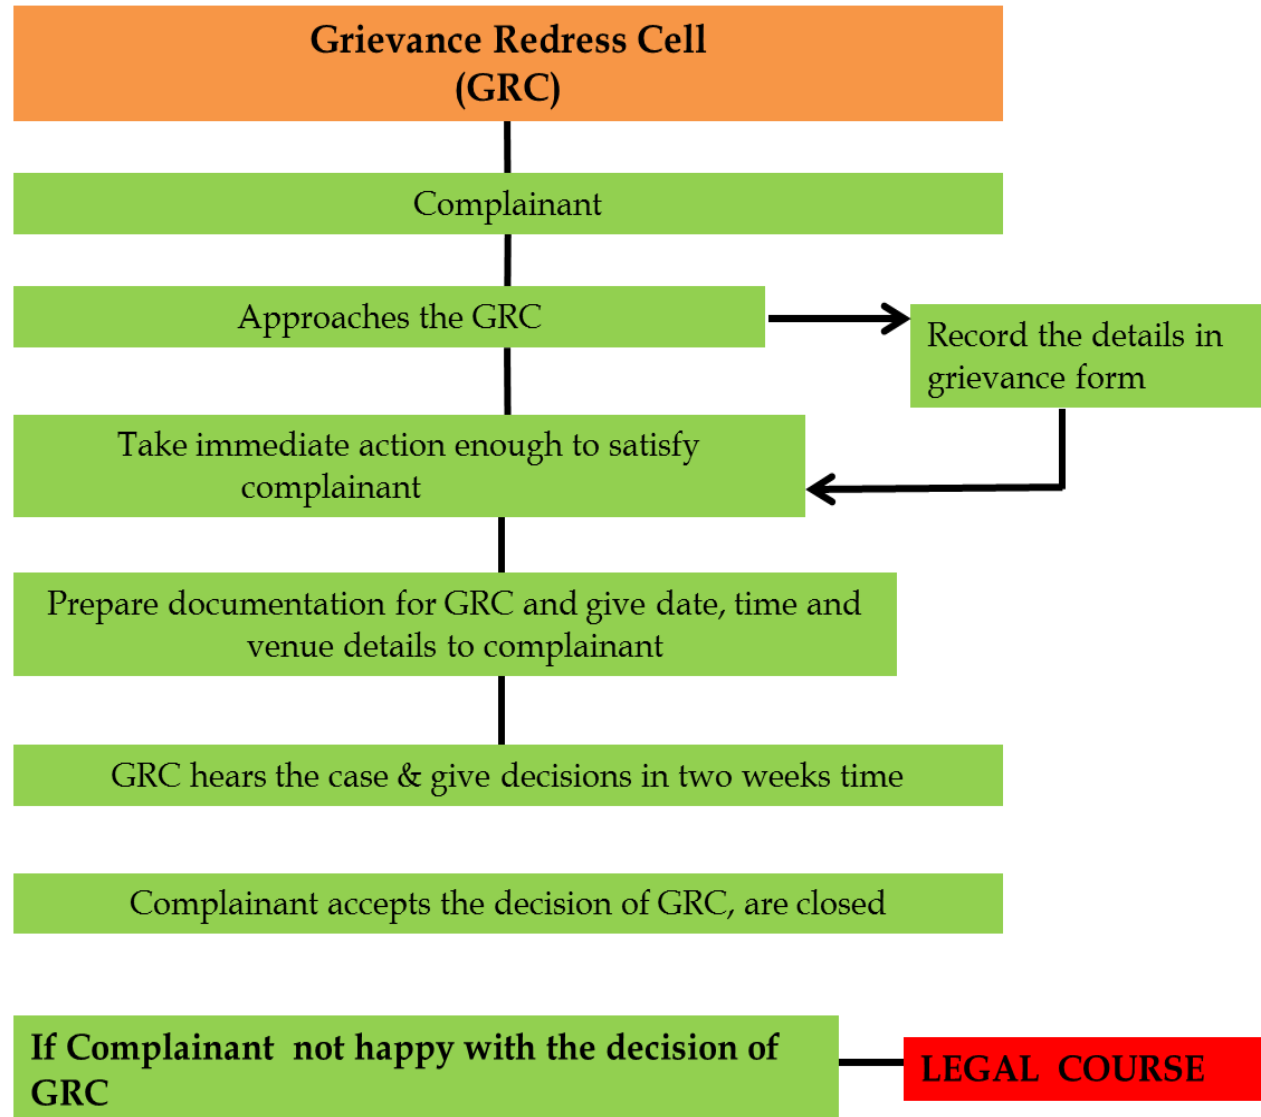 Grievance Redress Cell
(GRC)
Complainant
Approaches the GRC
Record the details in
grievance form
Take immediate action enough to satisfy
complainant
Prepare documentation for GRC and give date, time and
venue details to complainant
GRC hears the case & give decisions in two weeks time
Complainant accepts the decision of GRC, are closed
If Complainant  not happy with the decision of
GRC
LEGAL  COURSE